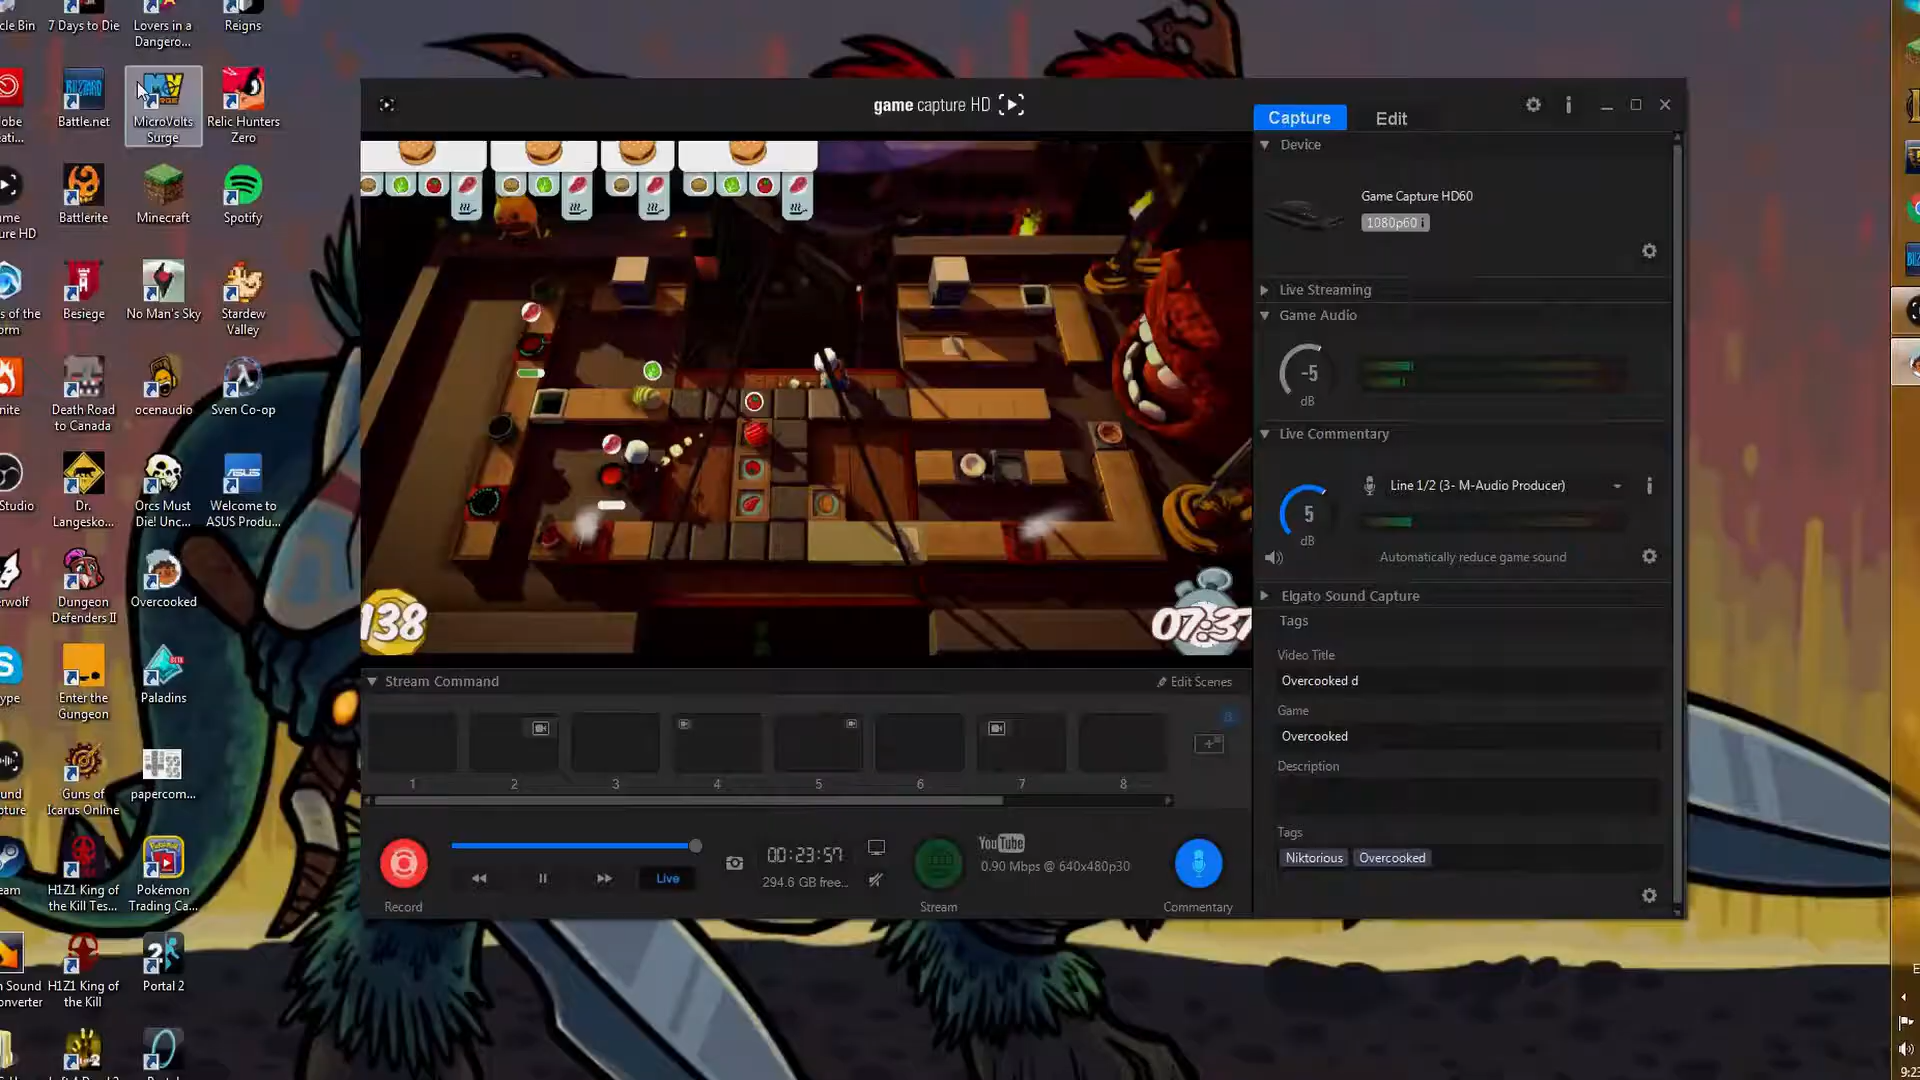 cle Bin
7 Days to Die
Lovers in a
Dangero...
Reigns
dobe
eati...
Battle.net
MicroVolts
Surge
Relic Hunters
Zero
ame
ure HD
Battlerite
Minecraft
Spotify
s of the
orm
Besiege
No Man's Sky
Stardew
Valley
nite
Death Road
to Canada
ocenaudio
Sven Co-op
Studio
Dr.
Langesko...
Orcs Must
Die! Unc...
Welcome to
ASUS Produ...
erwolf
Dungeon
Defenders II
Overcooked
ype
Enter the
Gungeon
Paladins
und
pture
Guns of
Icarus Online
papercom...
eam
H1Z1 King of
the Kill Tes...
Pokémon
Trading Ca...
n Sound
onverter
H1Z1 King of
the Kill
Portal 2
game capture HD
Capture
Edit
Device
Game Capture HD60
1080p60 i
Live Streaming
Game Audio
-5
dB
Live Commentary
Line 1/2 (3- M-Audio Producer)
5
dB
Automatically reduce game sound
Elgato Sound Capture
Tags
Video Title
Overcooked d
Game
Overcooked
Description
Tags
Niktorious
Overcooked
138
07:37
Stream Command
Edit Scenes
1
2
3
4
5
6
7
8
Record
Live
00:23:57
294.6 GB free...
Stream
YouTube
0.90 Mbps @ 640x480p30
Commentary
9:23